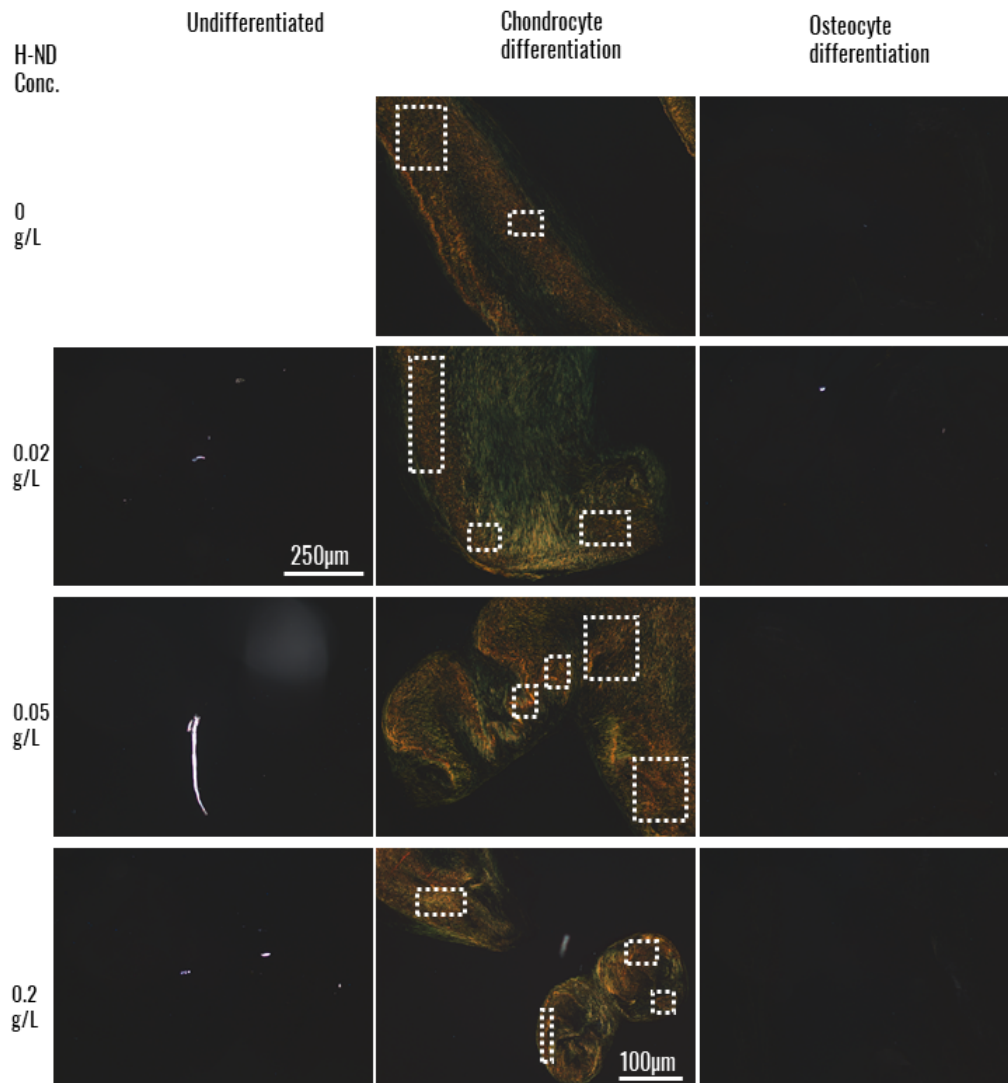 Undifferentiated
Chondrocyte
differentiation
Osteocyte
differentiation
H-ND
Conc.
0
g/L
0.02
g/L
250µm
0.05
g/L
0.2
g/L
100µm